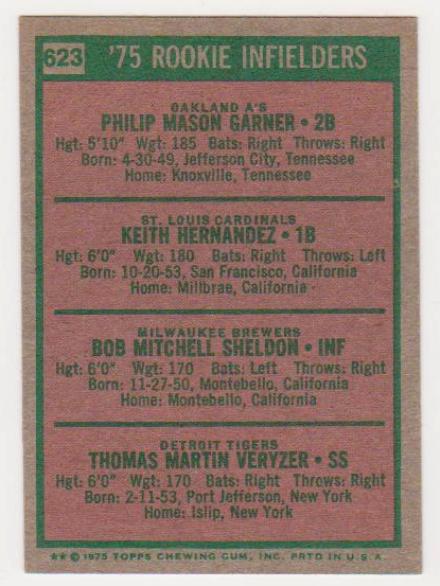 623 '75 ROOKIE INFIELDERS
OAKLAND A'S
PHILIP MASON GARNER • 2B
Hgt: 5'10" Wgt: 185 Bats: Right Throws: Right
Born: 4-30-49, Jefferson City, Tennessee
Home: Knoxville, Tennessee
ST. LOUIS CARDINALS
KEITH HERNANDEZ • 1B
Hgt: 6'0" Wgt: 180 Bats: Right Throws: Left
Born: 10-20-53, San Francisco, California
Home: Millbrae, California
MILWAUKEE BREWERS
BOB MITCHELL SHELDON • INF
Hgt: 6'0" Wgt: 170 Bats: Left Throws: Right
Born: 11-27-50, Montebello, California
Home: Montebello, California
DETROIT TIGERS
THOMAS MARTIN VERYZER • SS
Hgt: 6'0" Wgt: 170 Bats: Right Throws: Right
Born: 2-11-53, Port Jefferson, New York
Home: Islip, New York
★★ © 1975 TOPPS CHEWING GUM, INC. PRTD IN U.S.A.